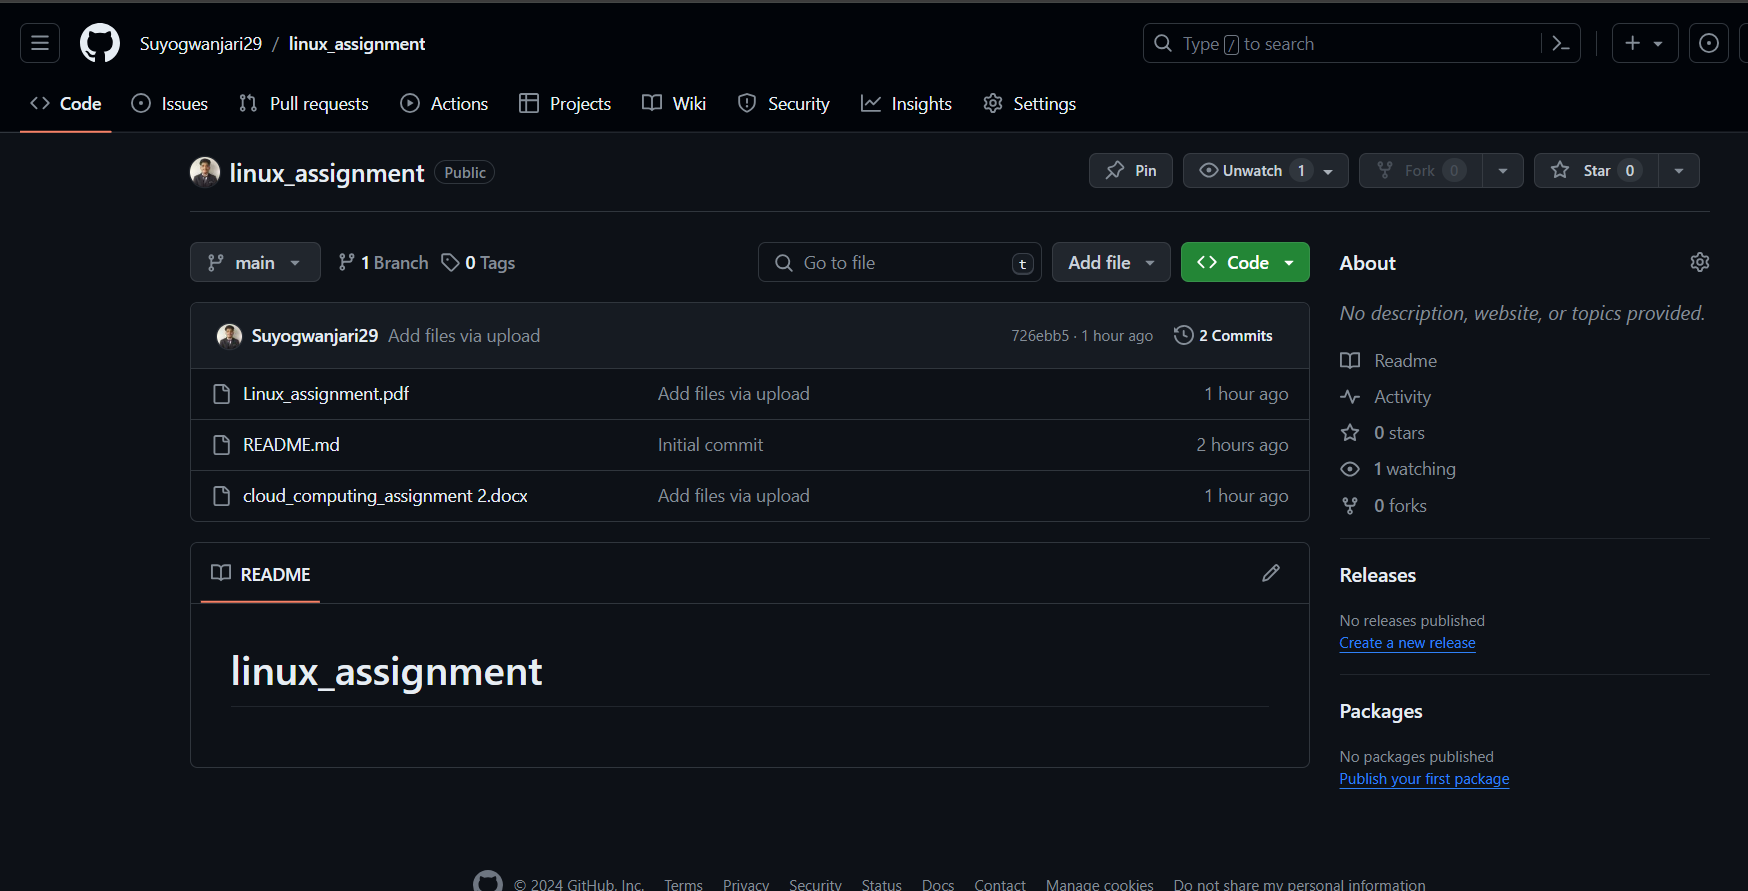 Suyogwanjari29 / linux_assignment
Type / to search
Code Issues Pull requests Actions Projects Wiki Security Insights Settings
linux_assignment Public
Pin Unwatch 1 Fork 0 Star 0
main 1 Branch 0 Tags Go to file t Add file Code
Suyogwanjari29 Add files via upload 726ebb5 · 1 hour ago 2 Commits
Linux_assignment.pdf Add files via upload 1 hour ago
README.md Initial commit 2 hours ago
cloud_computing_assignment 2.docx Add files via upload 1 hour ago
README
linux_assignment
About
No description, website, or topics provided.
Readme
Activity
0 stars
1 watching
0 forks
Releases
No releases published
Create a new release
Packages
No packages published
Publish your first package
© 2024 GitHub, Inc. Terms Privacy Security Status Docs Contact Manage cookies Do not share my personal information